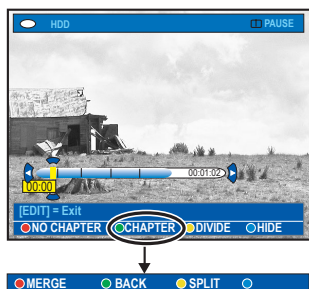 HDD PAUSE
00:01:02
00:00
[EDIT] = Exit
NO CHAPTER CHAPTER DIVIDE HIDE
MERGE BACK SPLIT